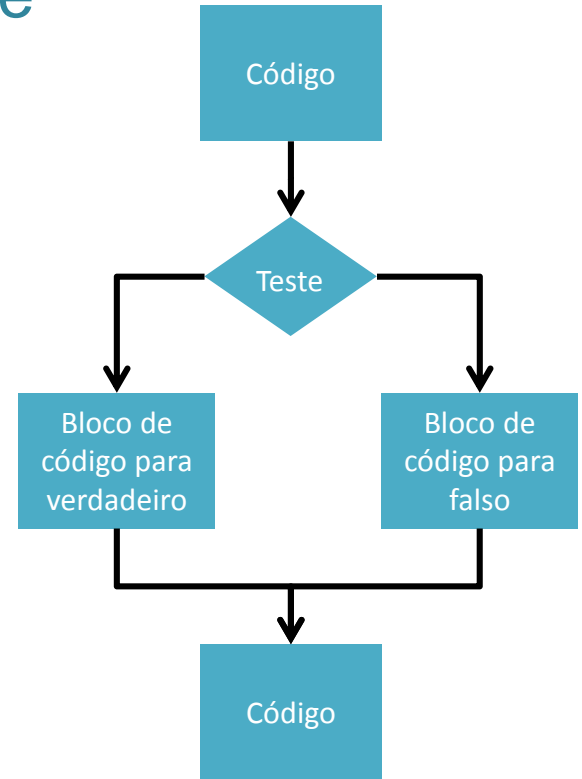 e
Código
Teste
Bloco de
código para
verdadeiro
Bloco de
código para
falso
Código